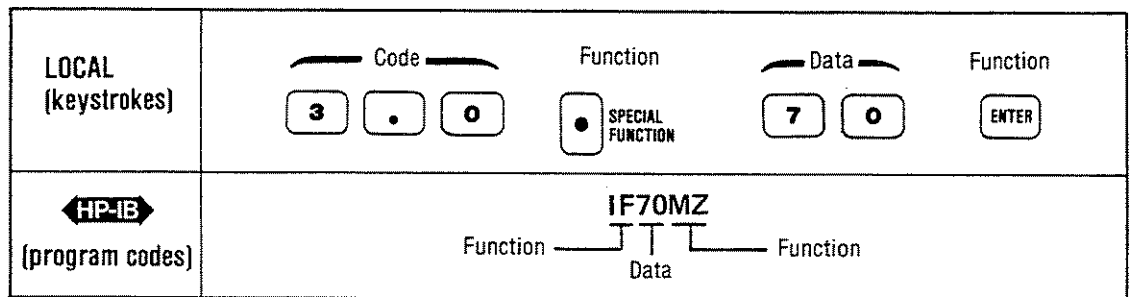 LOCAL
(keystrokes)
Code Function Data Function
3 . 0 SPECIAL FUNCTION 7 0 ENTER
HP-IB
(program codes)
IF70MZ
Function Data Function